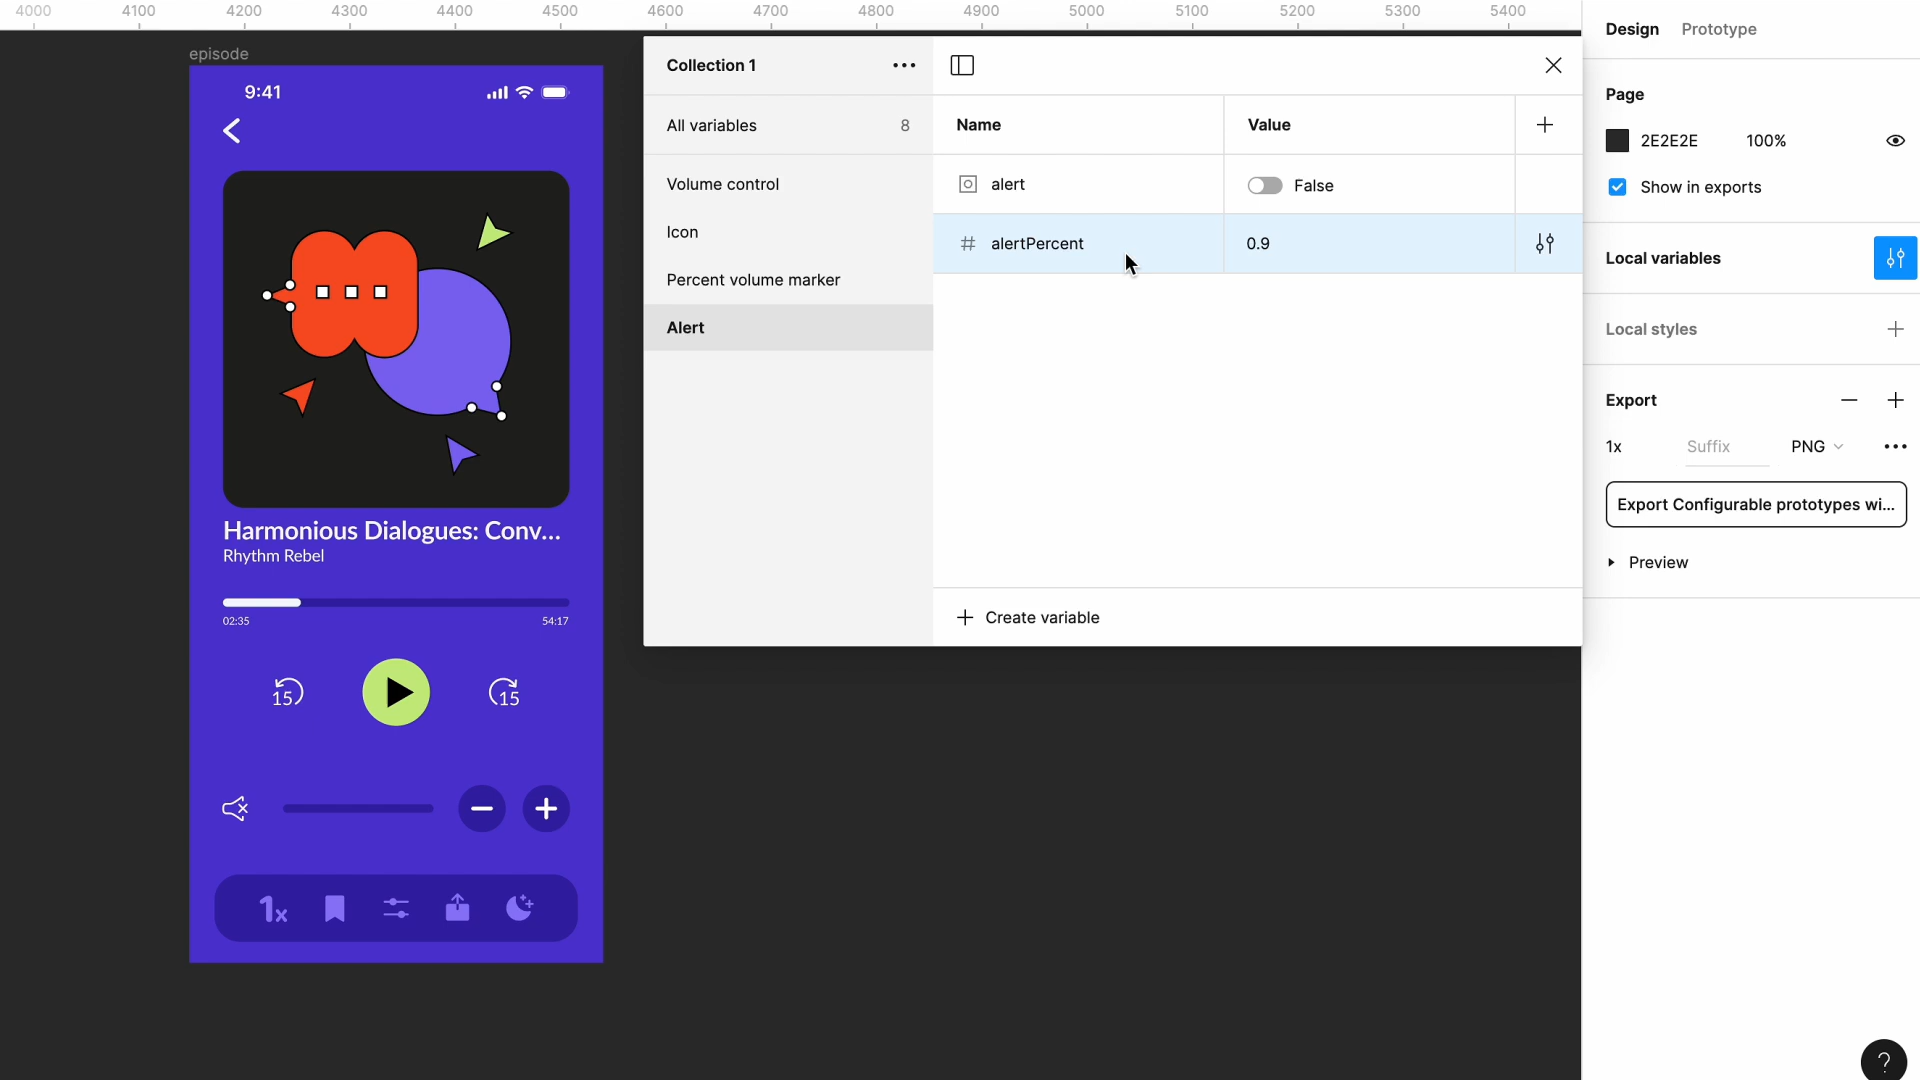 4000 4100 4200 4300 4400 4500 4600 4700 4800 4900 5000 5100 5200 5300 5400
episode
9:41
Harmonious Dialogues: Conv...
Rhythm Rebel
02:35 54:17
15 15
1x
Collection 1
All variables 8
Volume control
Icon
Percent volume marker
Alert
Name Value
alert False
alertPercent 0.9
Create variable
Design Prototype
Page
2E2E2E 100%
Show in exports
Local variables
Local styles
Export
1x Suffix PNG
Export Configurable prototypes wi...
Preview
?